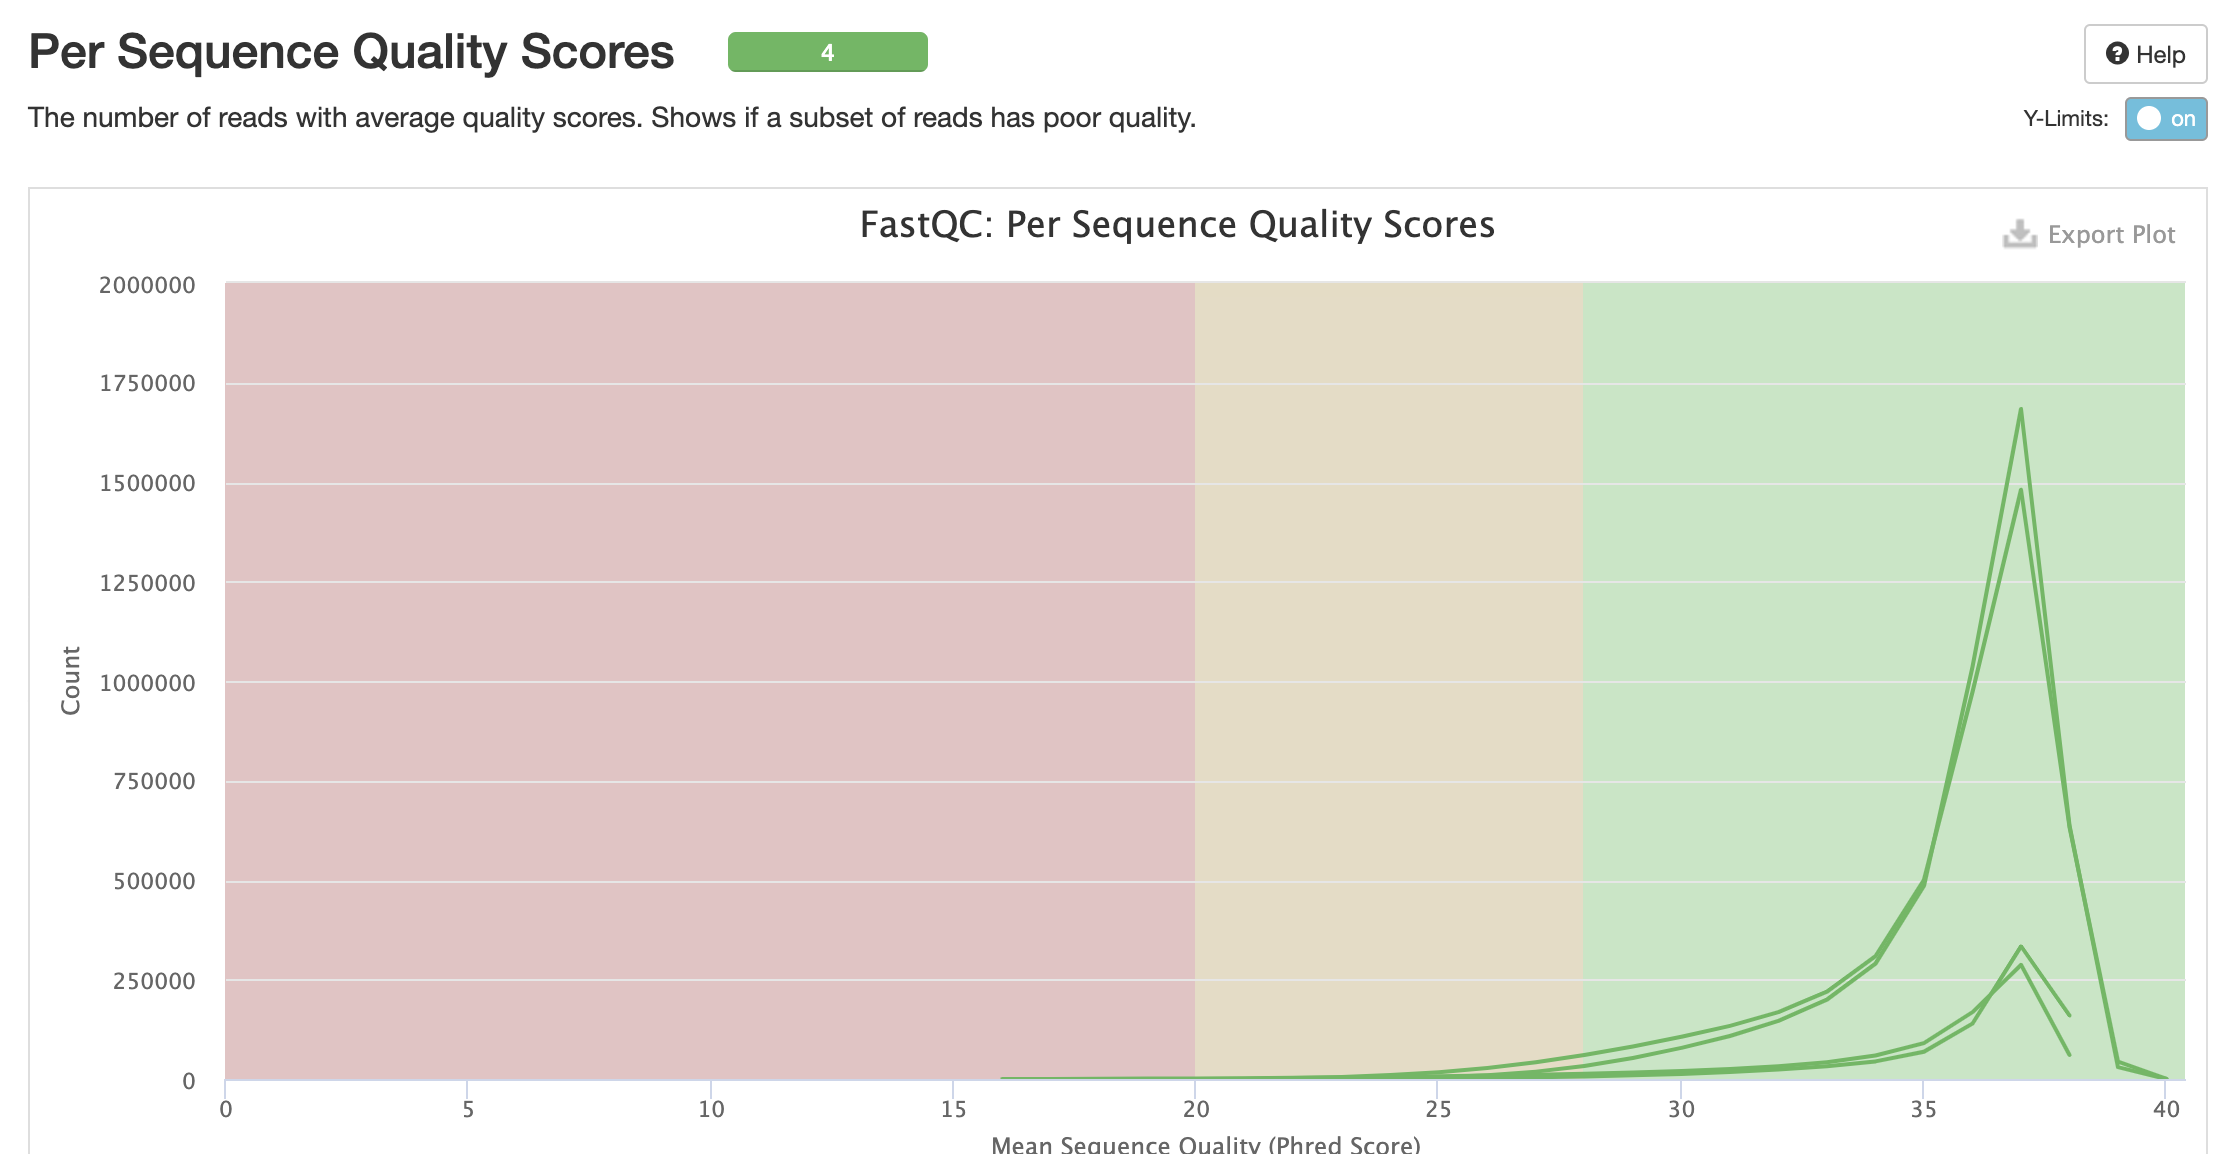 Per Sequence Quality Scores 4
Help
The number of reads with average quality scores. Shows if a subset of reads has poor quality.
Y-Limits: on
FastQC: Per Sequence Quality Scores
Export Plot
2000000
1750000
1500000
1250000
1000000
750000
500000
250000
0
Count
0 5 10 15 20 25 30 35 40
Mean Sequence Quality (Phred Score)